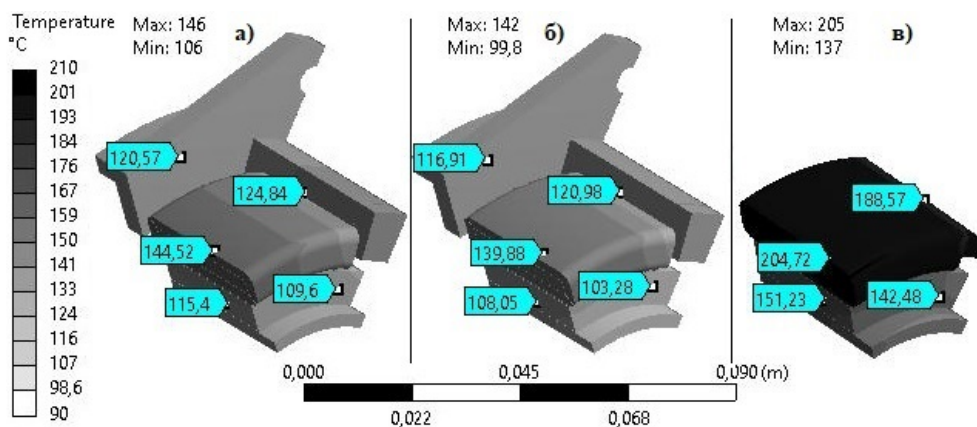 Temperature
°C
210
201
193
184
176
167
159
150
141
133
124
116
107
98,6
90
Max: 146
Min: 106
а)
120,57
124,84
144,52
109,6
115,4
Max: 142
Min: 99,8
б)
116,91
120,98
139,88
103,28
108,05
Max: 205
Min: 137
в)
188,57
204,72
151,23
142,48
0,000 0,045 0,090 (m)
0,022 0,068